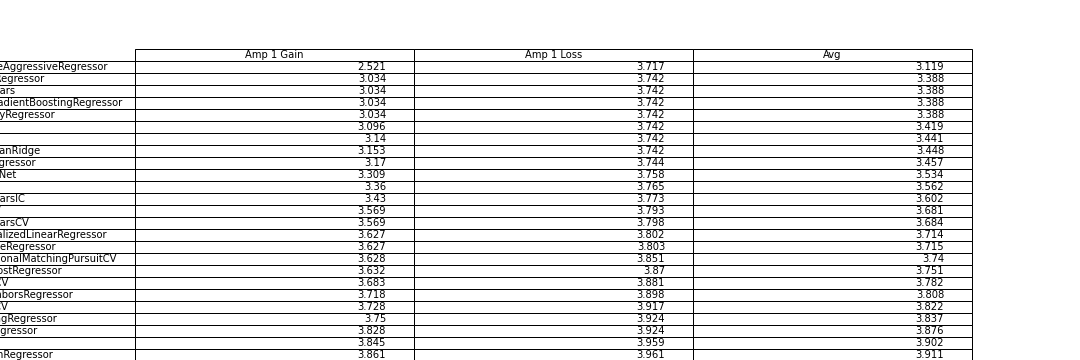 Amp 1 Gain Amp 1 Loss Avg
eAggressiveRegressor 2.521 3.717 3.119
Regressor 3.034 3.742 3.388
ars 3.034 3.742 3.388
adientBoostingRegressor 3.034 3.742 3.388
yRegressor 3.034 3.742 3.388
3.096 3.742 3.419
3.14 3.742 3.441
anRidge 3.153 3.742 3.448
gressor 3.17 3.744 3.457
Net 3.309 3.758 3.534
3.36 3.765 3.562
arsIC 3.43 3.773 3.602
3.569 3.793 3.681
arsCV 3.569 3.798 3.684
alizedLinearRegressor 3.627 3.802 3.714
eRegressor 3.627 3.803 3.715
onalMatchingPursuitCV 3.628 3.851 3.74
ostRegressor 3.632 3.87 3.751
CV 3.683 3.881 3.782
hborsRegressor 3.718 3.898 3.808
CV 3.728 3.917 3.822
ngRegressor 3.75 3.924 3.837
gressor 3.828 3.924 3.876
3.845 3.959 3.902
nRegressor 3.861 3.961 3.911